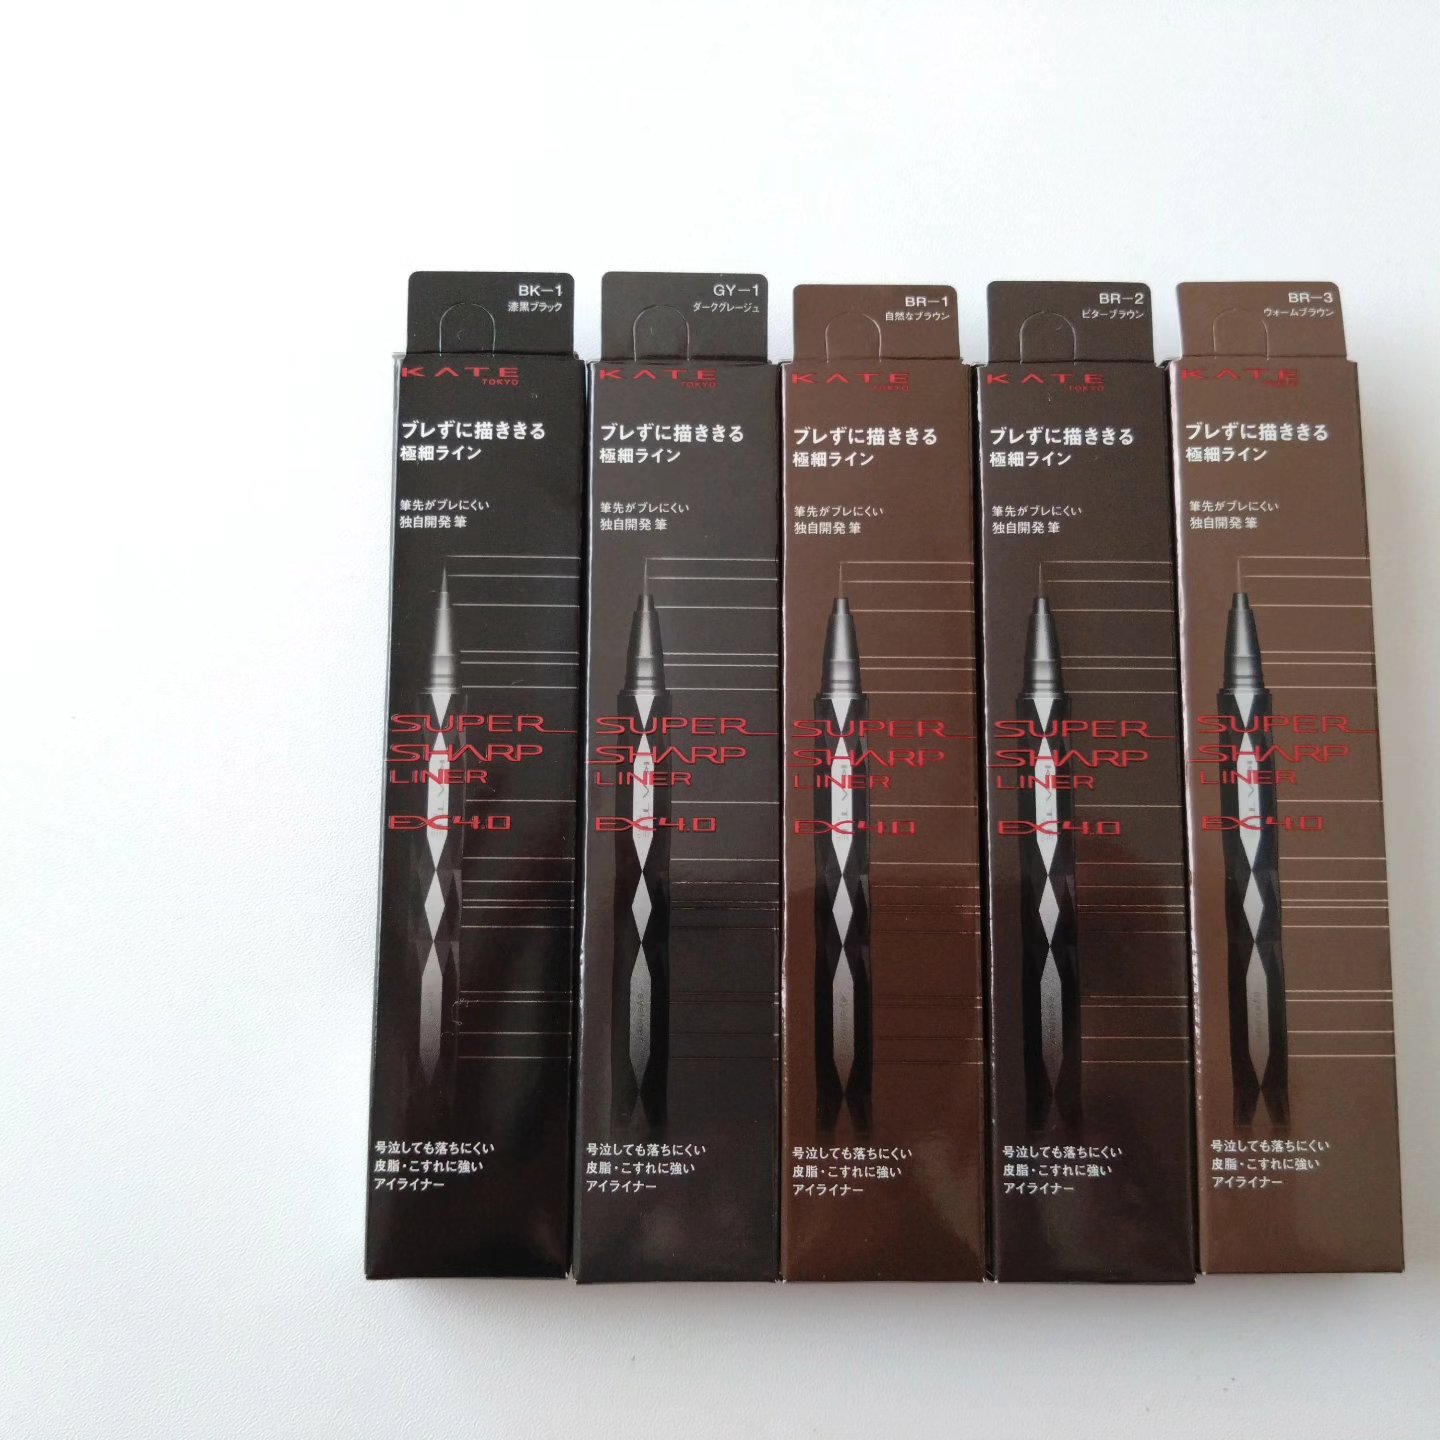 BK-1
漆黒ブラック
KATE
TOKYO
ブレずに描ききる
極細ライン
筆先がブレにくい
独自開発 筆
SUPER
SHARP
LINER
EX4.0
号泣しても落ちにくい
皮脂・こすれに強い
アイライナー
GY-1
ダークグレージュ
KATE
TOKYO
ブレずに描ききる
極細ライン
筆先がブレにくい
独自開発 筆
SUPER
SHARP
LINER
EX4.0
号泣しても落ちにくい
皮脂・こすれに強い
アイライナー
BR-1
自然なブラウン
KATE
TOKYO
ブレずに描ききる
極細ライン
筆先がブレにくい
独自開発 筆
SUPER
SHARP
LINER
EX4.0
号泣しても落ちにくい
皮脂・こすれに強い
アイライナー
BR-2
ビターブラウン
KATE
TOKYO
ブレずに描ききる
極細ライン
筆先がブレにくい
独自開発 筆
SUPER
SHARP
LINER
EX4.0
号泣しても落ちにくい
皮脂・こすれに強い
アイライナー
BR-3
ウォームブラウン
KATE
TOKYO
ブレずに描ききる
極細ライン
筆先がブレにくい
独自開発 筆
SUPER
SHARP
LINER
EX4.0
号泣しても落ちにくい
皮脂・こすれに強い
アイライナー